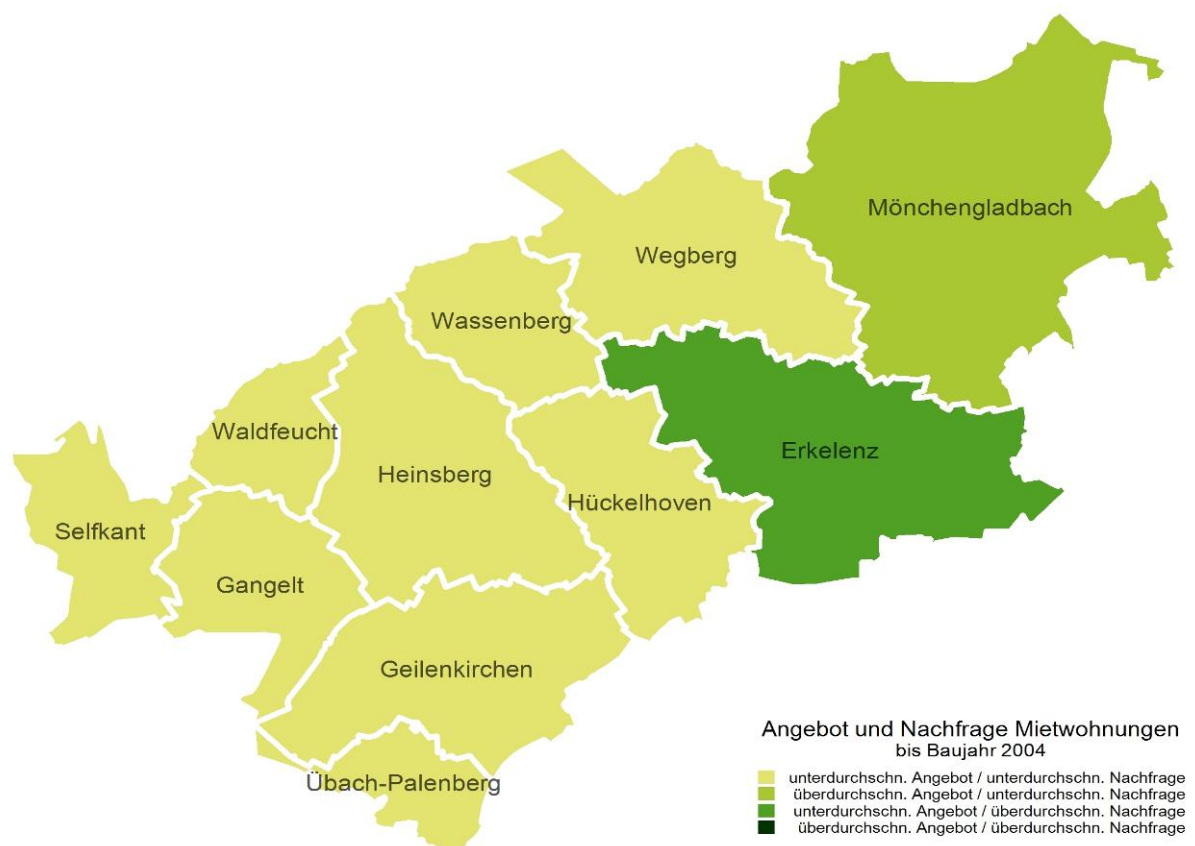 Mönchengladbach
Wegberg
Wassenberg
Waldfeucht
Erkelenz
Heinsberg
Hückelhoven
Selfkant
Gangelt
Geilenkirchen
Übach-Palenberg
Angebot und Nachfrage Mietwohnungen
bis Baujahr 2004
unterdurchschn. Angebot / unterdurchschn. Nachfrage
überdurchschn. Angebot / unterdurchschn. Nachfrage
unterdurchschn. Angebot / überdurchschn. Nachfrage
überdurchschn. Angebot / überdurchschn. Nachfrage